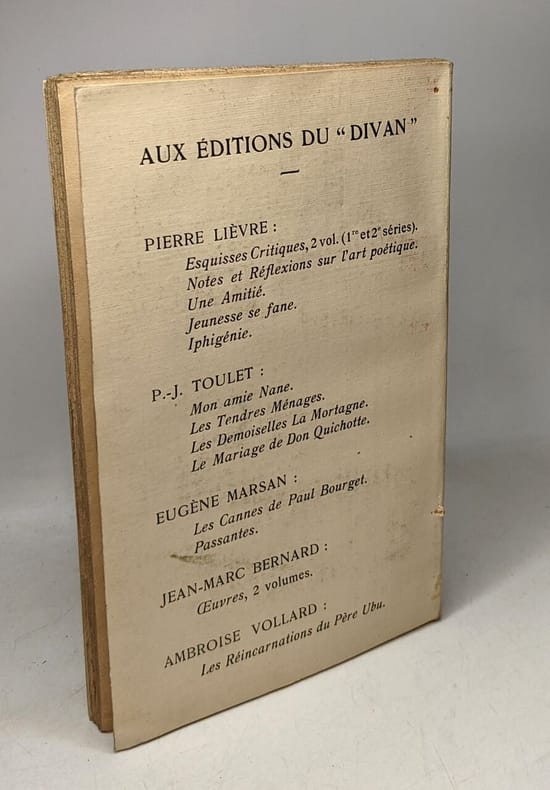 AUX ÉDITIONS DU “ DIVAN ”
PIERRE LIÈVRE :
Esquisses Critiques, 2 vol. (1re et 2e séries).
Notes et Réflexions sur l'art poétique.
Une Amitié.
Jeunesse se fane.
Iphigénie.
P.-J. TOULET :
Mon amie Nane.
Les Tendres Ménages.
Les Demoiselles La Mortagne.
Le Mariage de Don Quichotte.
EUGÈNE MARSAN :
Les Cannes de Paul Bourget.
Passantes.
JEAN-MARC BERNARD :
Œuvres, 2 volumes.
AMBROISE VOLLARD :
Les Réincarnations du Père Ubu.